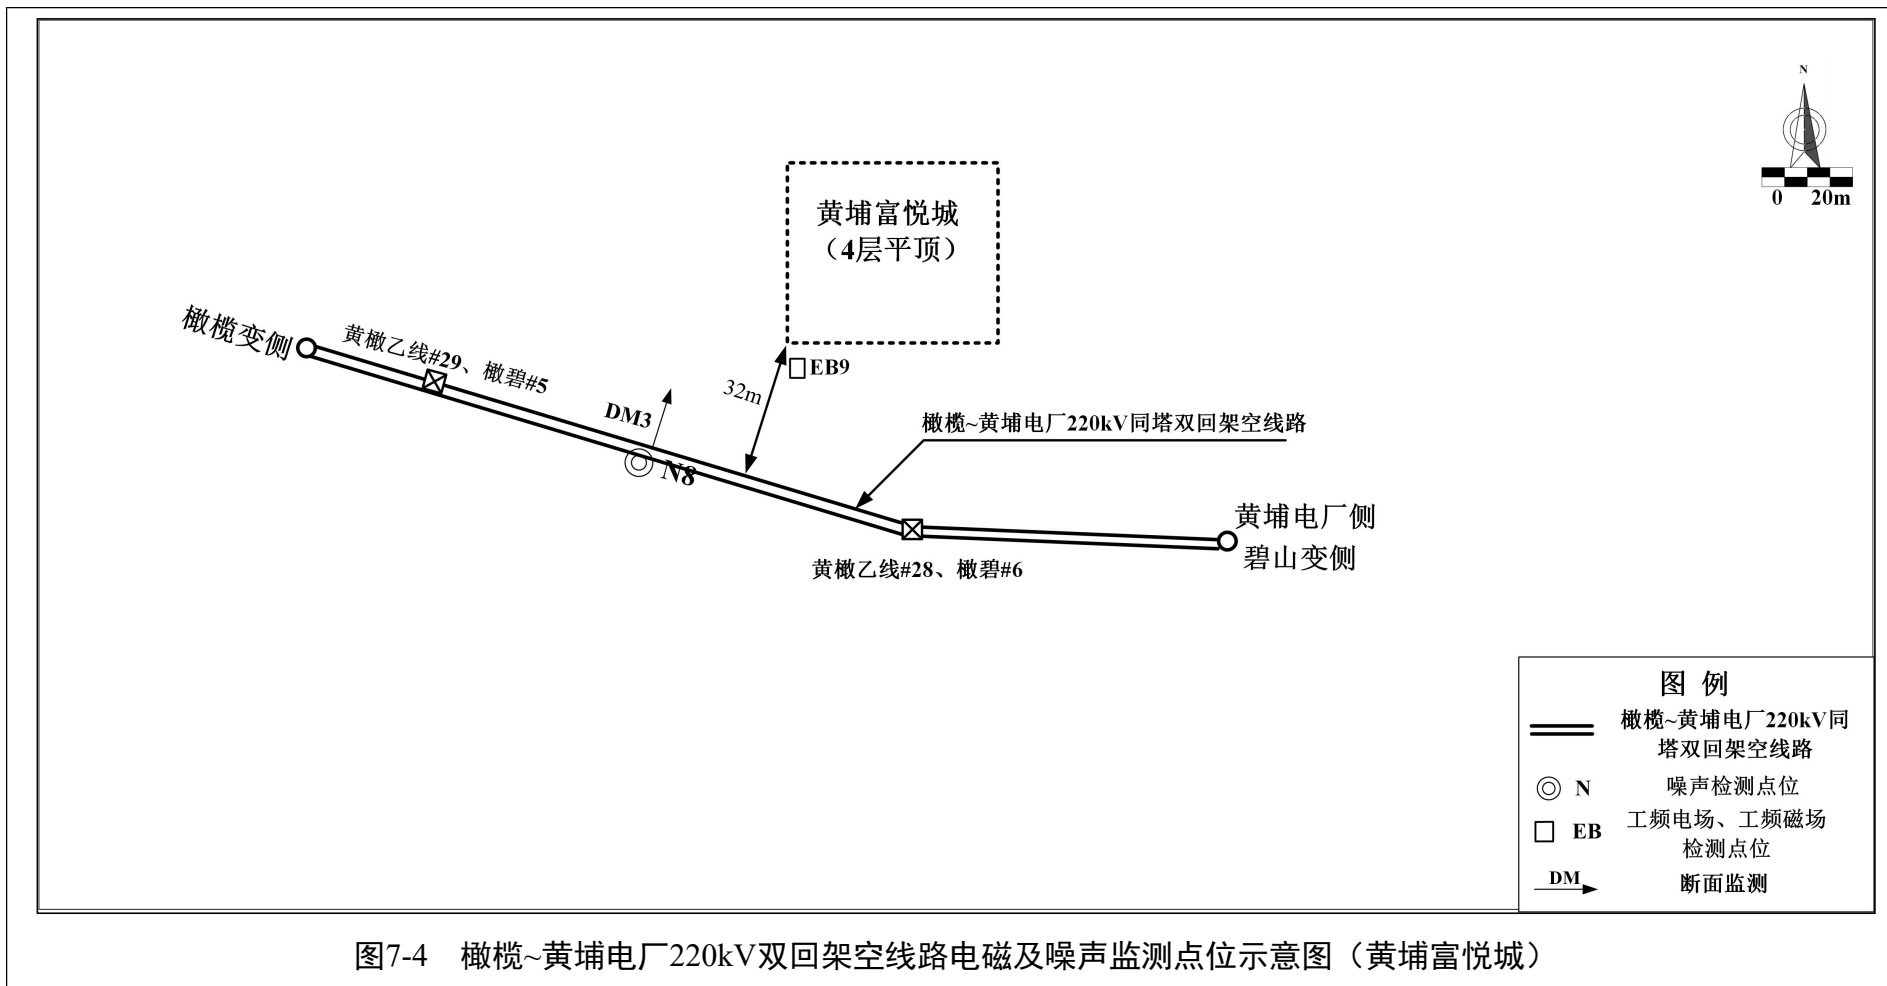 N
0 20m
黄埔富悦城
（4层平顶）
橄榄变侧
黄橄乙线#29、橄碧#5
EB9
32m
DM3
N8
橄榄~黄埔电厂220kV同塔双回架空线路
黄埔电厂侧
碧山变侧
黄橄乙线#28、橄碧#6
图 例
橄榄~黄埔电厂220kV同
塔双回架空线路
N 噪声检测点位
EB 工频电场、工频磁场
检测点位
DM 断面监测
图7-4 橄榄~黄埔电厂220kV双回架空线路电磁及噪声监测点位示意图（黄埔富悦城）